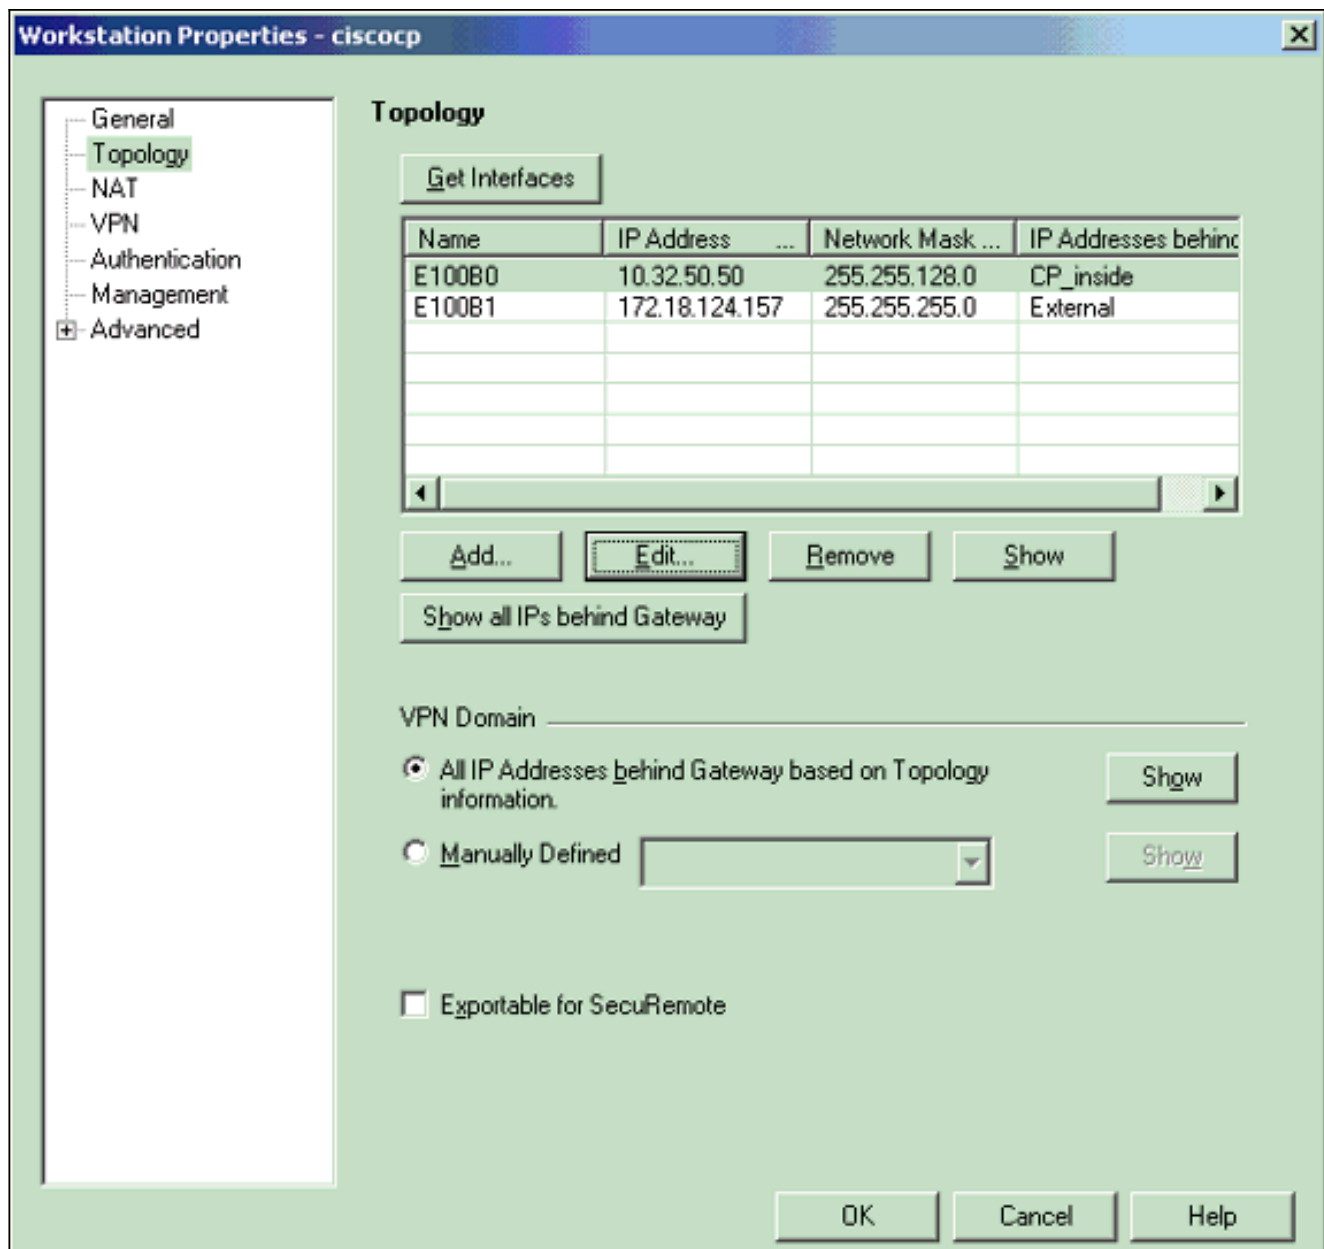 Workstation Properties - ciscocp
General
Topology
NAT
VPN
Authentication
Management
Advanced
Topology
Get Interfaces
Name IP Address ... Network Mask ... IP Addresses behind
E100B0 10.32.50.50 255.255.128.0 CP_inside
E100B1 172.18.124.157 255.255.255.0 External
Add... Edit... Remove Show
Show all IPs behind Gateway
VPN Domain
All IP Addresses behind Gateway based on Topology
information.
Show
Manually Defined
Show
Exportable for SecuRemote
OK Cancel Help